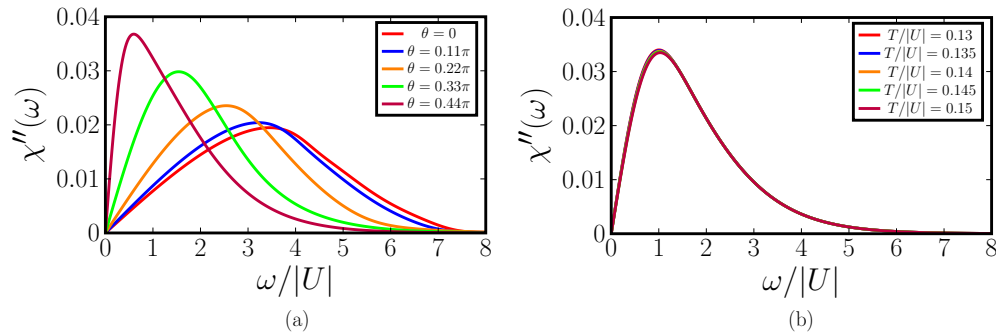 0.04
0.03
0.02
0.01
0
χ′′(ω)
θ = 0
θ = 0.11π
θ = 0.22π
θ = 0.33π
θ = 0.44π
0 1 2 3 4 5 6 7 8
ω/|U|
(a)
0.04
0.03
0.02
0.01
0
χ′′(ω)
T/|U| = 0.13
T/|U| = 0.135
T/|U| = 0.14
T/|U| = 0.145
T/|U| = 0.15
0 1 2 3 4 5 6 7 8
ω/|U|
(b)